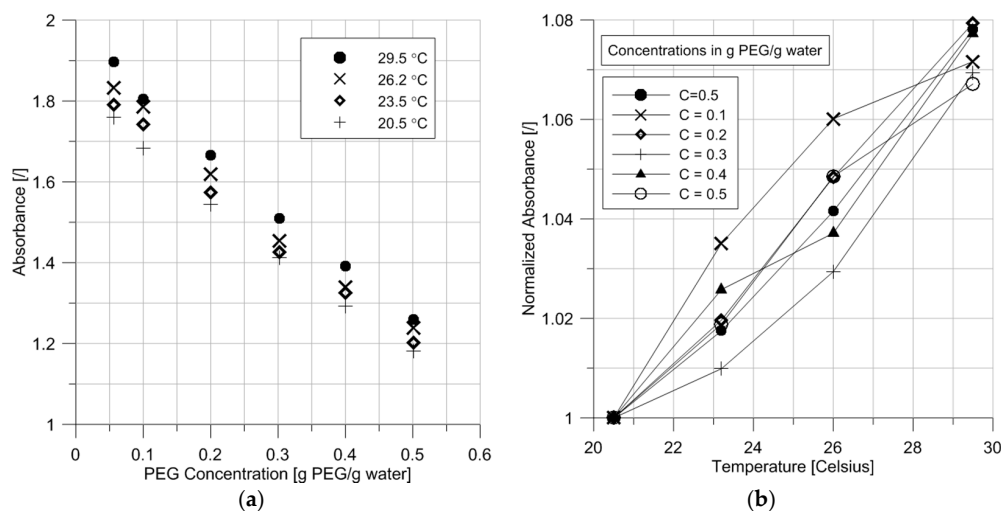 2
1.8
1.6
1.4
1.2
1
Absorbance [/]
29.5 °C
26.2 °C
23.5 °C
20.5 °C
0
0.1
0.2
0.3
0.4
0.5
0.6
PEG Concentration [g PEG/g water]
(a)
1.08
1.06
1.04
1.02
1
Normalized Absorbance [/]
Concentrations in g PEG/g water
C=0.5
C = 0.1
C = 0.2
C = 0.3
C = 0.4
C = 0.5
20
22
24
26
28
30
Temperature [Celsius]
(b)